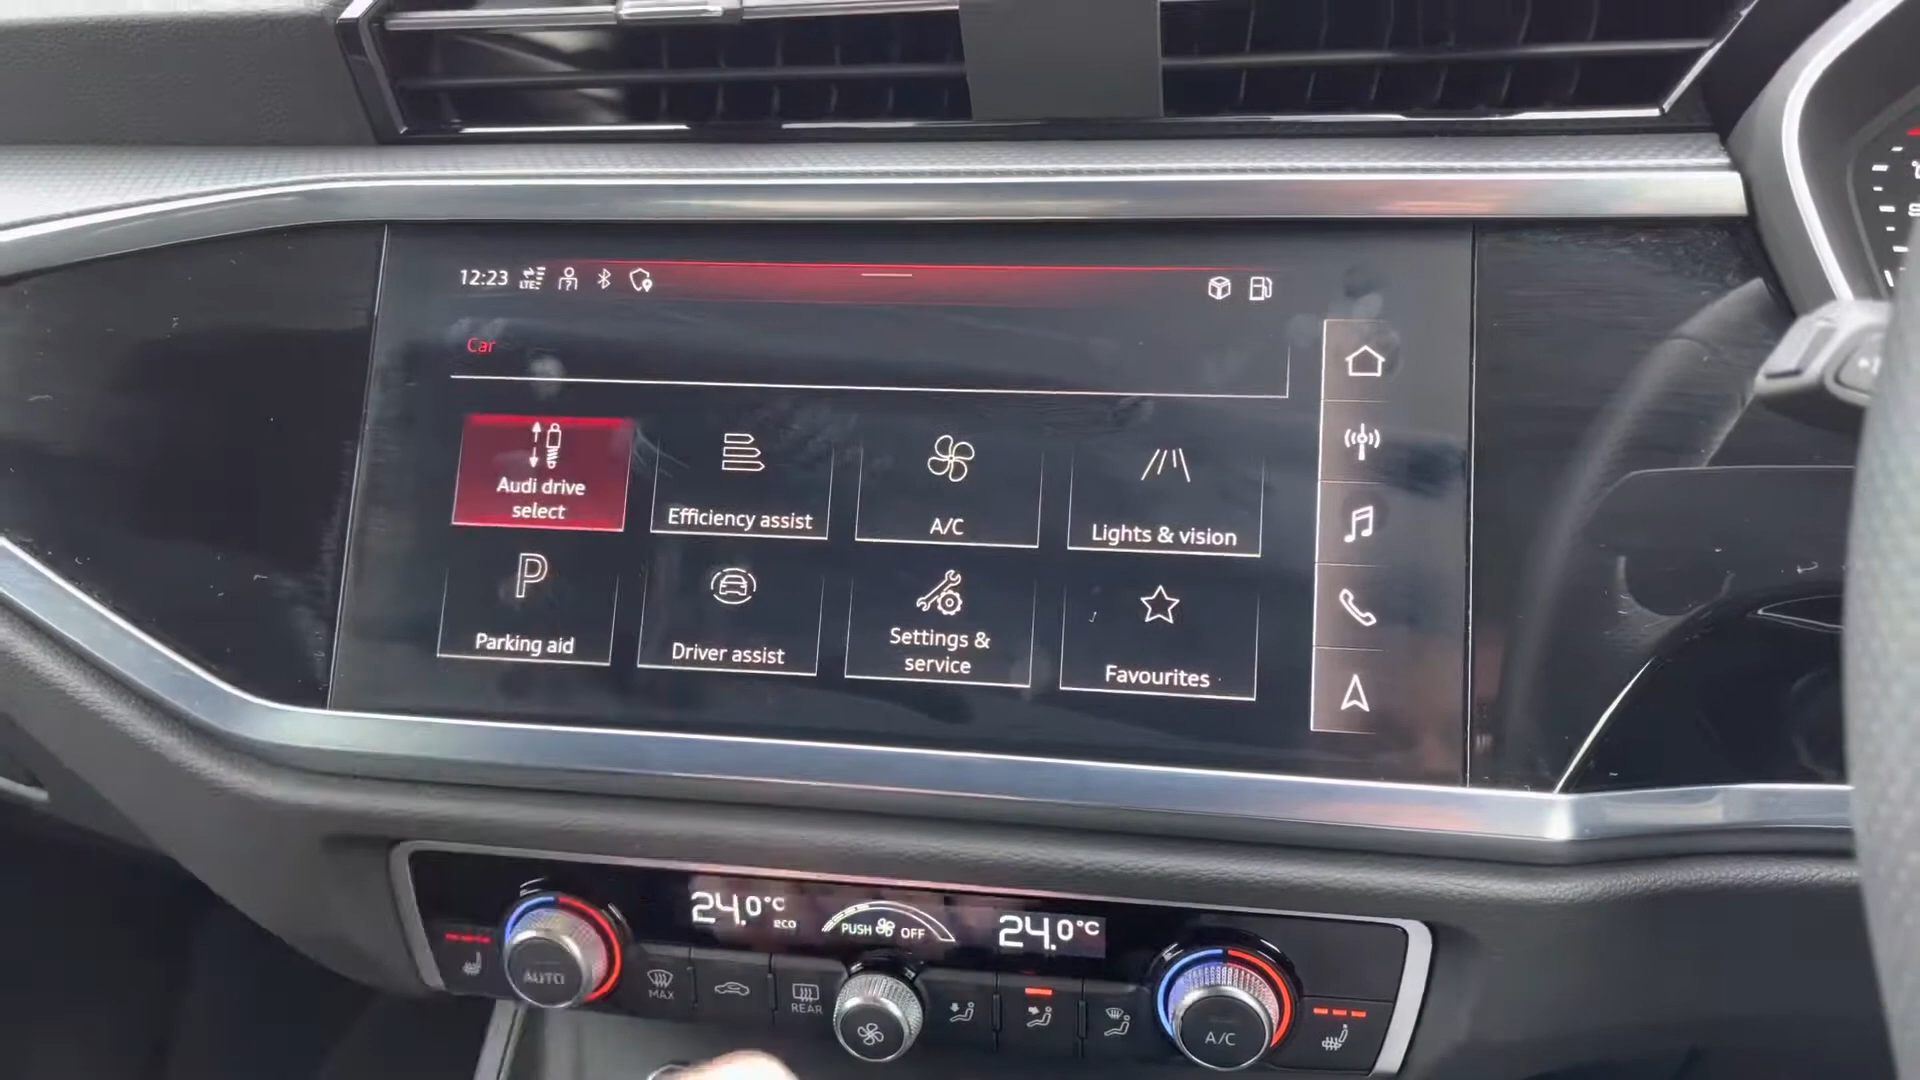 12:23 LTE
Car
Audi drive
select
Efficiency assist
A/C
Lights & vision
P
Parking aid
Driver assist
Settings &
service
Favourites
24.0°C
eco
PUSH OFF
24.0°C
AUTO
MAX
REAR
A/C